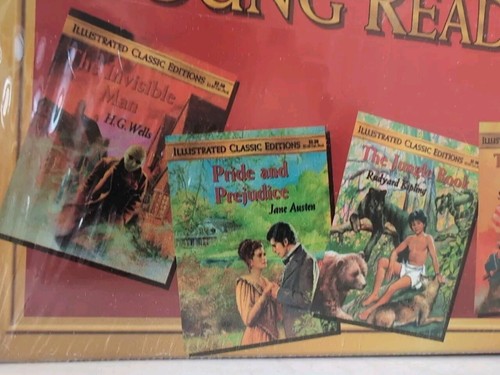 YOUNG READ
ILLUSTRATED CLASSIC EDITIONS
The Invisible
Man
H.G. Wells
ILLUSTRATED CLASSIC EDITIONS
Pride and
Prejudice
Jane Austen
ILLUSTRATED CLASSIC EDITIONS
The Jungle Book
Rudyard Kipling